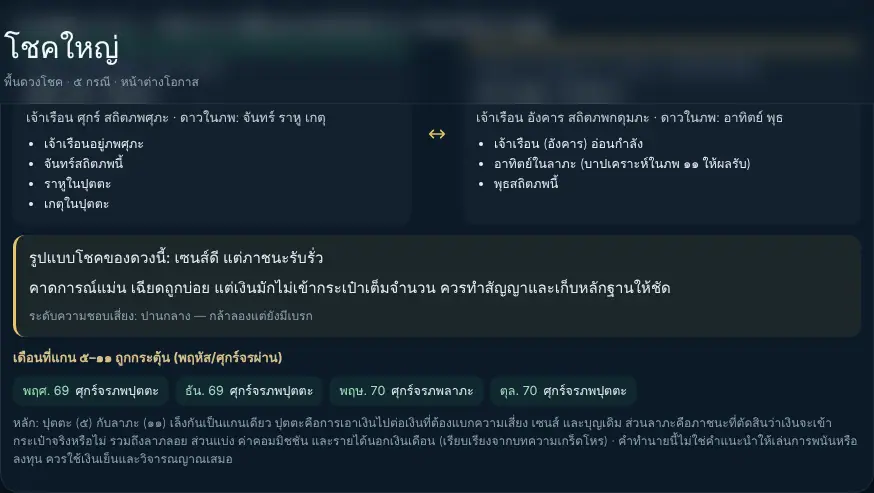 โชคใหญ่
พื้นดวงโชค · ๕ กรณี · หน้าต่างโอกาส
เจ้าเรือน ศุกร์ สถิตภพศุภะ · ดาวในภพ: จันทร์ ราหู เกตุ
• เจ้าเรือนอยู่ภพศุภะ
• จันทร์สถิตภพนี้
• ราหูในปุตตะ
• เกตุในปุตตะ
↔
เจ้าเรือน อังคาร สถิตภพกดุมภะ · ดาวในภพ: อาทิตย์ พุธ
• เจ้าเรือน (อังคาร) อ่อนกำลัง
• อาทิตย์ในลาภะ (บาปเคราะห์ในภพ ๑๑ ให้ผลรับ)
• พุธสถิตภพนี้
รูปแบบโชคของดวงนี้: เซนส์ดี แต่ภาชนะรับรั่ว
คาดการณ์แม่น เฉียดถูกบ่อย แต่เงินมักไม่เข้ากระเป๋าเต็มจำนวน ควรทำสัญญาและเก็บหลักฐานให้ชัด
ระดับความชอบเสี่ยง: ปานกลาง — กล้าลองแต่ยังมีเบรก
เดือนที่แกน ๕–๑๑ ถูกกระตุ้น (พฤหัส/ศุกร์จรผ่าน)
พฤศ. 69 ศุกร์จรภพปุตตะ
ธัน. 69 ศุกร์จรภพปุตตะ
พฤษ. 70 ศุกร์จรภพลาภะ
ตุล. 70 ศุกร์จรภพปุตตะ
หลัก: ปุตตะ (๕) กับลาภะ (๑๑) เล็งกันเป็นแกนเดียว ปุตตะคือการเอาเงินไปต่อเงินที่ต้องแบกความเสี่ยง เซนส์ และบุญเดิม ส่วนลาภะคือภาชนะที่ตัดสินว่าเงินจะเข้า
กระเป๋าจริงหรือไม่ รวมถึงลาภลอย ส่วนแบ่ง ค่าคอมมิชชัน และรายได้นอกเงินเดือน (เรียบเรียงจากบทความเกร็ดโหร) · คำทำนายนี้ไม่ใช่คำแนะนำให้เล่นการพนันหรือ
ลงทุน ควรใช้เงินเย็นและวิจารณญาณเสมอ